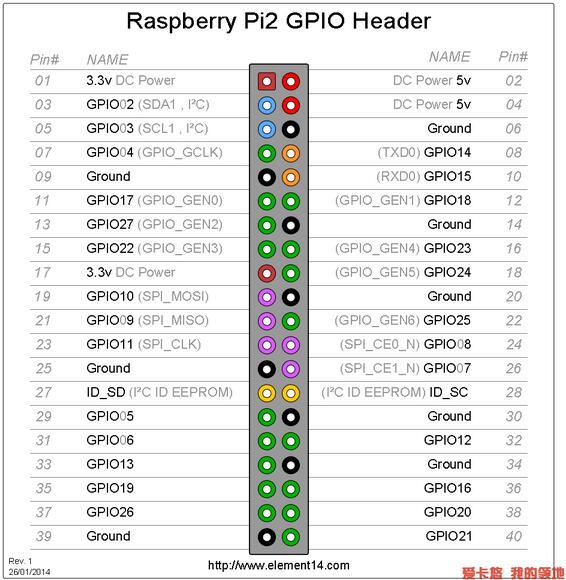 Raspberry Pi2 GPIO Header
Pin# NAME NAME Pin#
01 3.3v DC Power DC Power 5v 02
03 GPIO02 (SDA1 , I²C) DC Power 5v 04
05 GPIO03 (SCL1 , I²C) Ground 06
07 GPIO04 (GPIO_GCLK) (TXD0) GPIO14 08
09 Ground (RXD0) GPIO15 10
11 GPIO17 (GPIO_GEN0) (GPIO_GEN1) GPIO18 12
13 GPIO27 (GPIO_GEN2) Ground 14
15 GPIO22 (GPIO_GEN3) (GPIO_GEN4) GPIO23 16
17 3.3v DC Power (GPIO_GEN5) GPIO24 18
19 GPIO10 (SPI_MOSI) Ground 20
21 GPIO09 (SPI_MISO) (GPIO_GEN6) GPIO25 22
23 GPIO11 (SPI_CLK) (SPI_CE0_N) GPIO08 24
25 Ground (SPI_CE1_N) GPIO07 26
27 ID_SD (I²C ID EEPROM) (I²C ID EEPROM) ID_SC 28
29 GPIO05 Ground 30
31 GPIO06 GPIO12 32
33 GPIO13 Ground 34
35 GPIO19 GPIO16 36
37 GPIO26 GPIO20 38
39 Ground GPIO21 40
Rev. 1
26/01/2014 http://www.element14.com
爱卡悠 我的领地